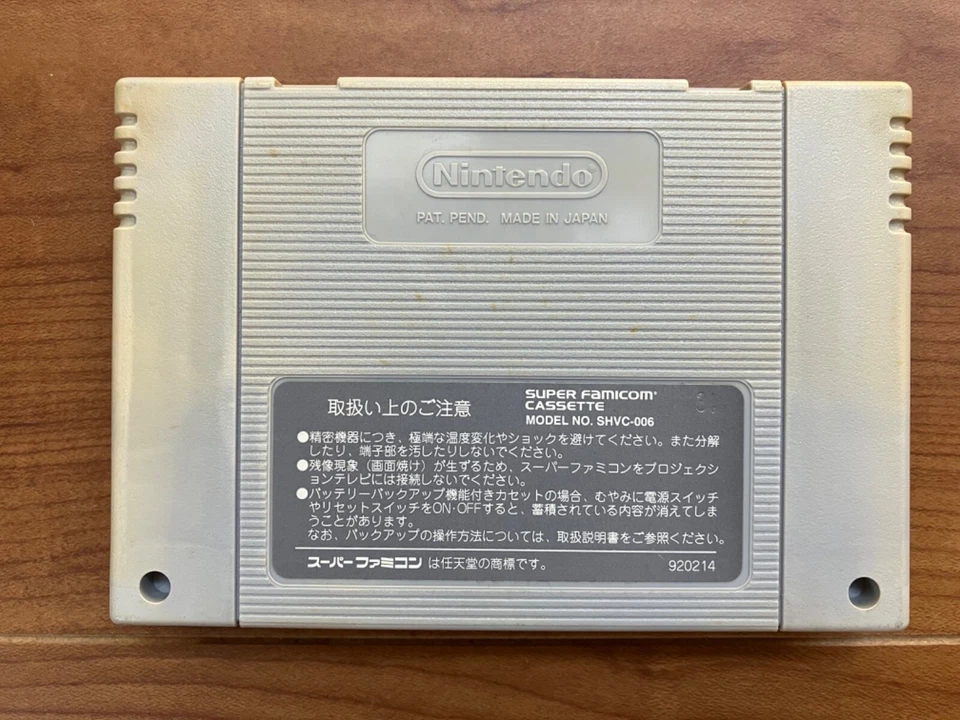 Nintendo
PAT. PEND. MADE IN JAPAN
取扱い上のご注意
SUPER FAMICOM
CASSETTE
MODEL NO. SHVC-006
●精密機器につき、極端な温度変化やショックを避けてください。また分解
したり、端子部を汚したりしないでください。
●残像現象（画面焼け）が生ずるため、スーパーファミコンをプロジェクシ
ョンテレビには接続しないでください。
●バッテリーバックアップ機能付きカセットの場合、むやみに電源スイッチ
やリセットスイッチをON・OFFすると、蓄積されている内容が消えてしま
うことがあります。
なお、バックアップの操作方法については、取扱説明書をご参照ください。
スーパーファミコン は任天堂の商標です。
920214